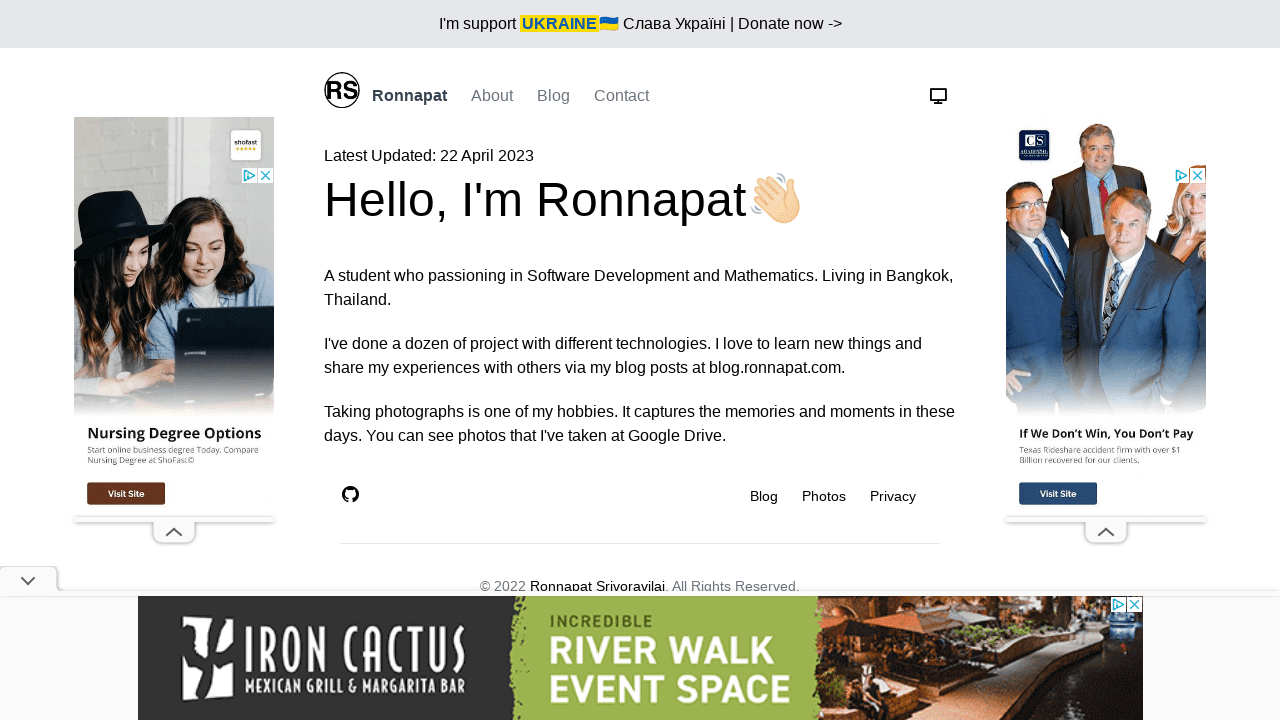 I'm support UKRAINE🇺🇦 Слава Україні | Donate now ->
RS Ronnapat About Blog Contact
Latest Updated: 22 April 2023
Hello, I'm Ronnapat👋🏻
A student who passioning in Software Development and Mathematics. Living in Bangkok,
Thailand.
I've done a dozen of project with different technologies. I love to learn new things and
share my experiences with others via my blog posts at blog.ronnapat.com.
Taking photographs is one of my hobbies. It captures the memories and moments in these
days. You can see photos that I've taken at Google Drive.
Blog Photos Privacy
© 2022 Ronnapat Srivoravilai. All Rights Reserved.
shofast
Nursing Degree Options
Start online business degree Today. Compare
Nursing Degree at ShoFast©
Visit Site
CS
If We Don't Win, You Don't Pay
Texas Rideshare accident firm with over $1
Billion recovered for our clients.
Visit Site
IRON CACTUS
MEXICAN GRILL & MARGARITA BAR
INCREDIBLE
RIVER WALK
EVENT SPACE